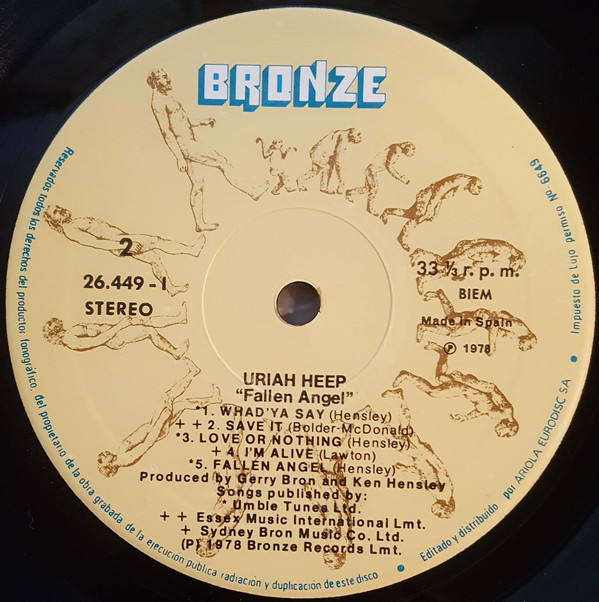 BRONZE
2
26.449 - I
STEREO
33 ⅓ r. p. m.
BIEM
Made in Spain
℗ 1978
URIAH HEEP
"Fallen Angel"
*1. WHAD'YA SAY (Hensley)
+ + 2. SAVE IT (Bolder-McDonald)
*3. LOVE OR NOTHING (Hensley)
+ 4. I'M ALIVE (Lawton)
*5. FALLEN ANGEL (Hensley)
Produced by Gerry Bron and Ken Hensley
Songs published by:
* Umble Tunes Ltd.
+ + Essex Music International Lmt.
+ Sydney Bron Music Co. Ltd.
(P) 1978 Bronze Records Lmt.
Reservados todos los derechos del productor fonográfico, del propietario de la obra grabada de la ejecución publica, radiación y duplicación de este disco • Editado y distribuido por ARIOLA EURODISC SA • Impuesto de Lujo permiso Nº 6649